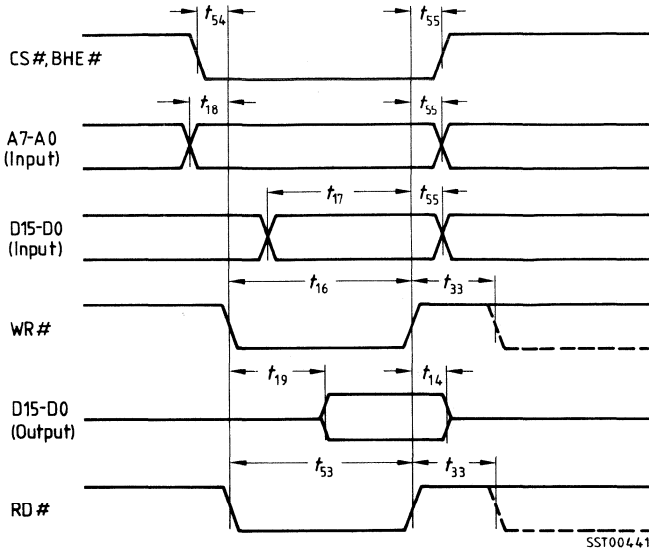 t54 t55
CS#, BHE#
t18 t55
A7-A0
(Input)
t17 t55
D15-D0
(Input)
t16 t33
WR#
t19 t14
D15-D0
(Output)
t53 t33
RD#
SST00441